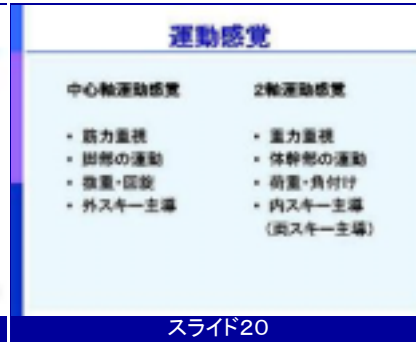 運動感覚
中心軸運動感覚
・ 筋力重視
・ 脚部の運動
・ 抜重・回旋
・ 外スキー主導
2軸運動感覚
・ 重力重視
・ 体幹部の運動
・ 荷重・角付け
・ 内スキー主導
(両スキー主導)
スライド20